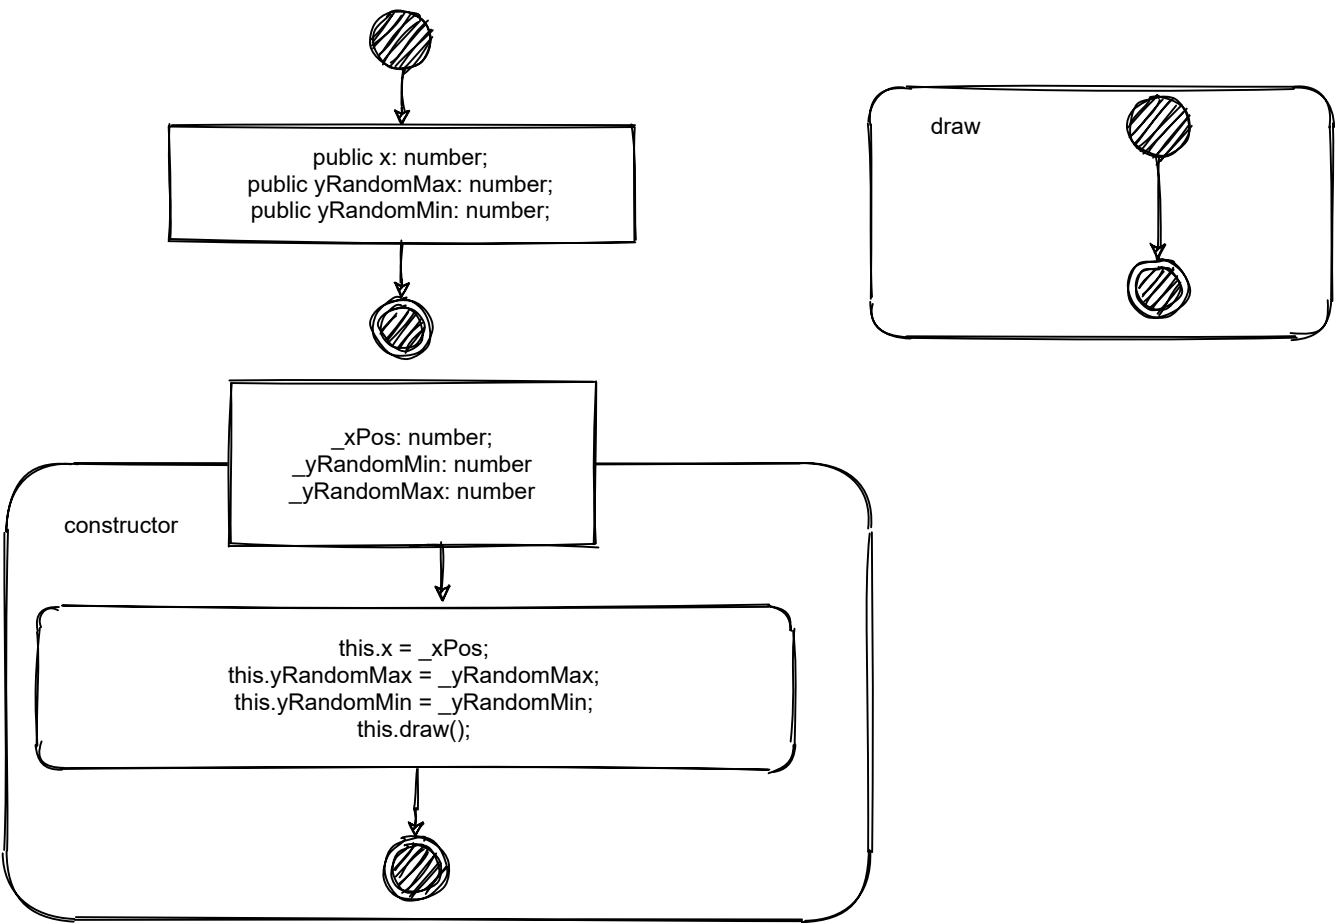 public x: number;
public yRandomMax: number;
public yRandomMin: number;
draw
_xPos: number;
_yRandomMin: number
_yRandomMax: number
constructor
this.x = _xPos;
this.yRandomMax = _yRandomMax;
this.yRandomMin = _yRandomMin;
this.draw();